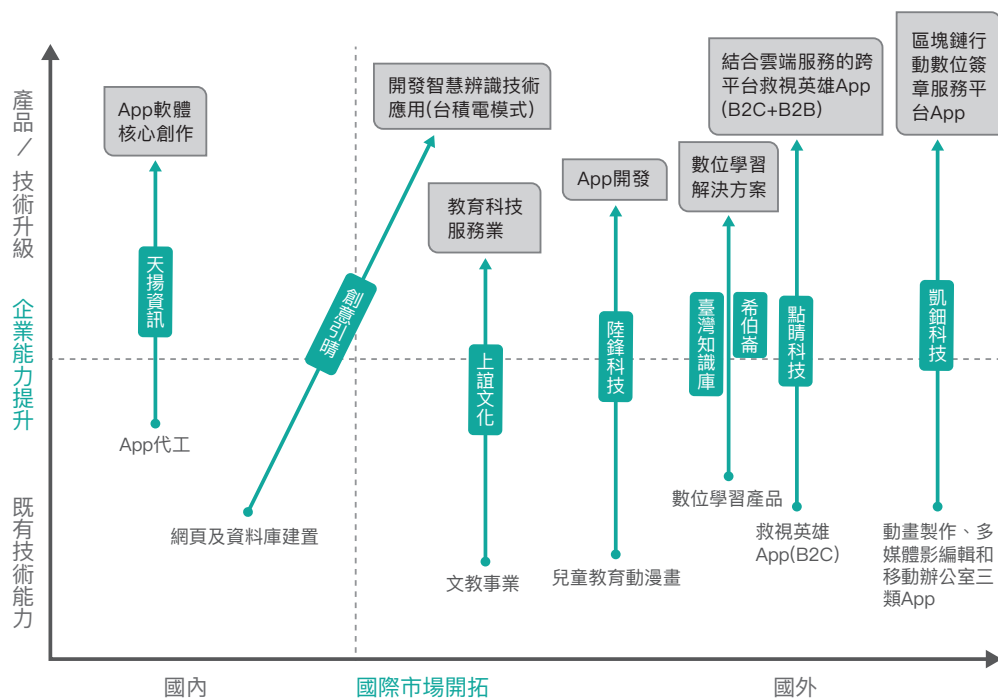 產品／技術升級
企業能力提升
既有技術能力
App軟體
核心創作
天揚資訊
App代工
開發智慧辨識技術
應用(台積電模式)
創意引晴
網頁及資料庫建置
教育科技
服務業
上誼文化
文教事業
App開發
陸鋒科技
兒童教育動漫畫
數位學習
解決方案
臺灣知識庫
希伯崙
數位學習產品
結合雲端服務的跨
平台救視英雄App
(B2C+B2B)
點睛科技
救視英雄
App(B2C)
區塊鏈行
動數位簽
章服務平
台App
凱鈿科技
動畫製作、多
媒體影編輯和
移動辦公室三
類App
國內
國際市場開拓
國外